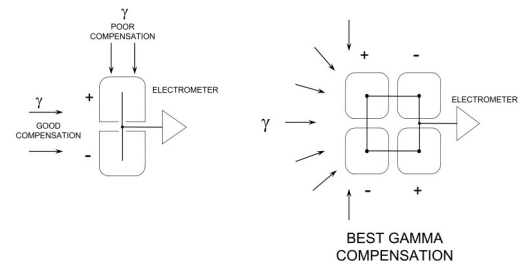 γ
POOR
COMPENSATION
+
ELECTROMETER
γ
GOOD
COMPENSATION
-
+ -
ELECTROMETER
γ
- +
BEST GAMMA
COMPENSATION